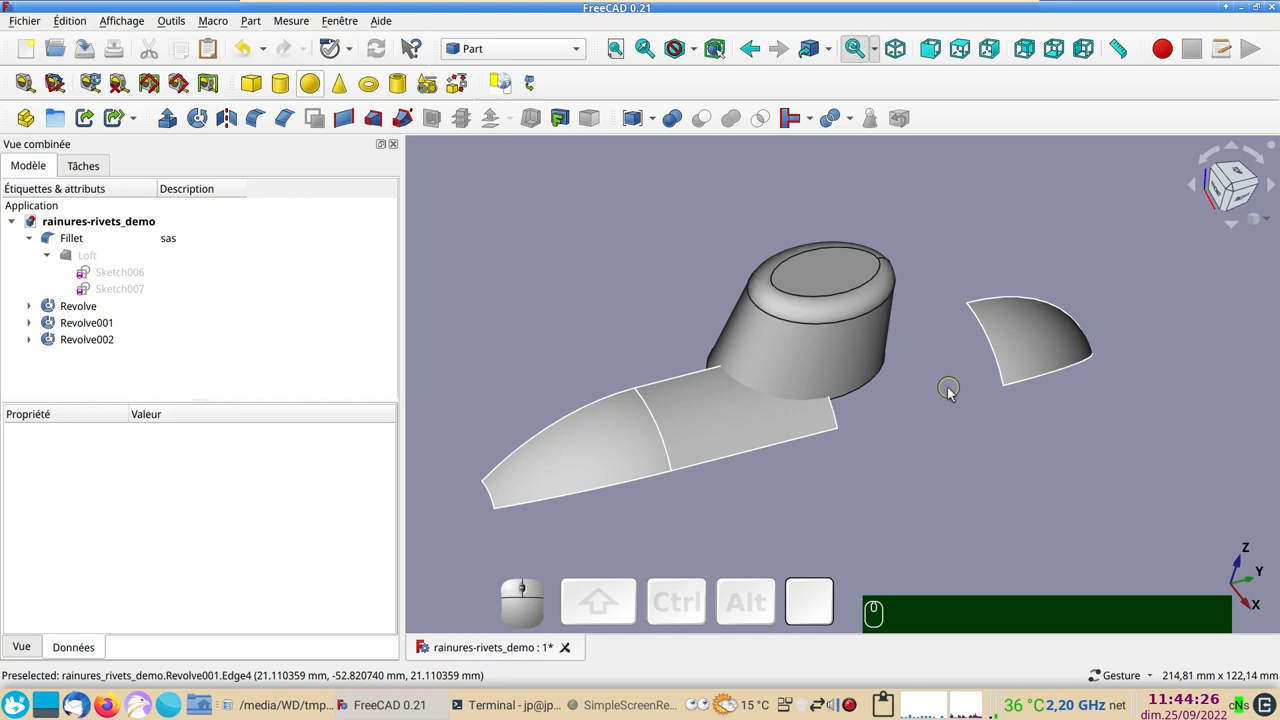 FreeCAD 0.21
Fichier Édition Affichage Outils Macro Part Mesure Fenêtre Aide
Part
Vue combinée
Modèle Tâches
Étiquettes & attributs Description
Application
rainures-rivets_demo
Fillet sas
Loft
Sketch006
Sketch007
Revolve
Revolve001
Revolve002
Propriété Valeur
Z
Y
X
Ctrl Alt
Vue Données
rainures-rivets_demo : 1*
Preselected: rainures_rivets_demo.Revolve001.Edge4 (21.110359 mm, -52.820740 mm, 21.110359 mm)
Gesture 214,81 mm x 122,14 mm
/media/WD/tmp... FreeCAD 0.21 Terminal - jp@jp... SimpleScreenRe... 15 °C 36 °C 2,20 GHz net 11:44:26
dim.25/09/2022